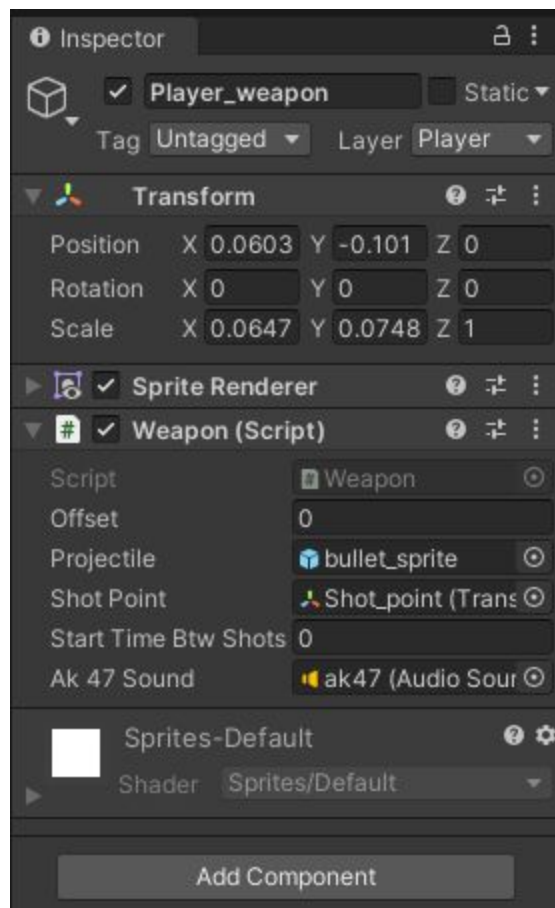 Inspector
Player_weapon Static
Tag Untagged Layer Player
Transform
Position X 0.0603 Y -0.101 Z 0
Rotation X 0 Y 0 Z 0
Scale X 0.0647 Y 0.0748 Z 1
Sprite Renderer
# Weapon (Script)
Script # Weapon
Offset 0
Projectile bullet_sprite
Shot Point Shot_point (Trans
Start Time Btw Shots 0
Ak 47 Sound ak47 (Audio Sour
Sprites-Default
Shader Sprites/Default
Add Component